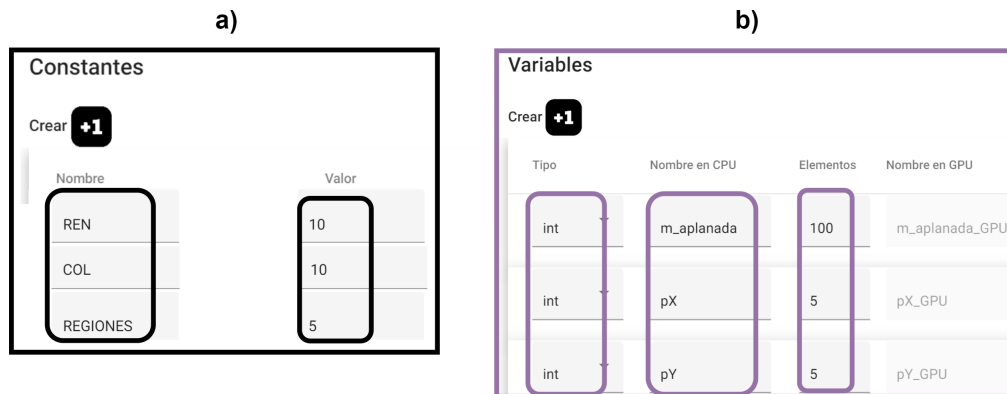 a)
Constantes
Crear +1
Nombre Valor
REN 10
COL 10
REGIONES 5
b)
Variables
Crear +1
Tipo Nombre en CPU Elementos Nombre en GPU
int m_aplanada 100 m_aplanada_GPU
int pX 5 pX_GPU
int pY 5 pY_GPU